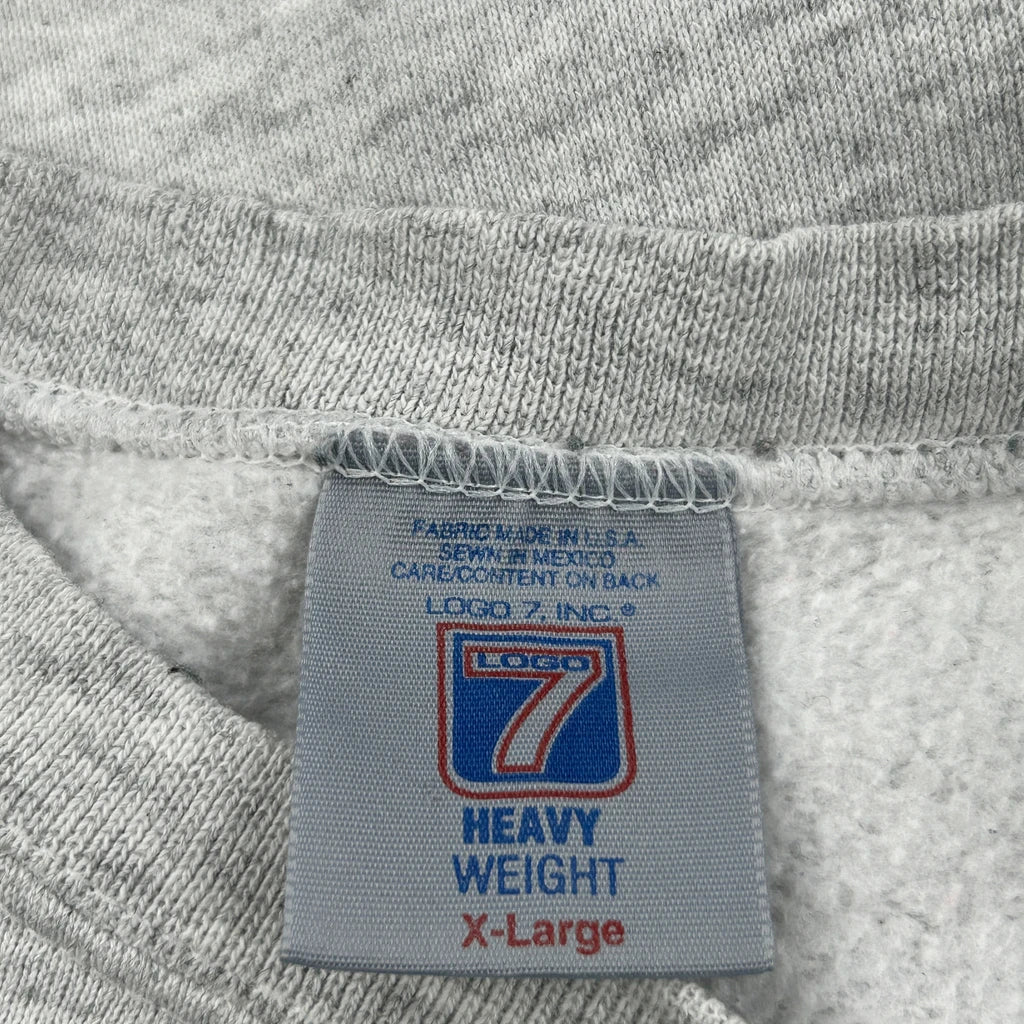 FABRIC MADE IN U.S.A.
SEWN IN MEXICO
CARE/CONTENT ON BACK
LOGO 7, INC.®
LOGO
7
HEAVY
WEIGHT
X-Large